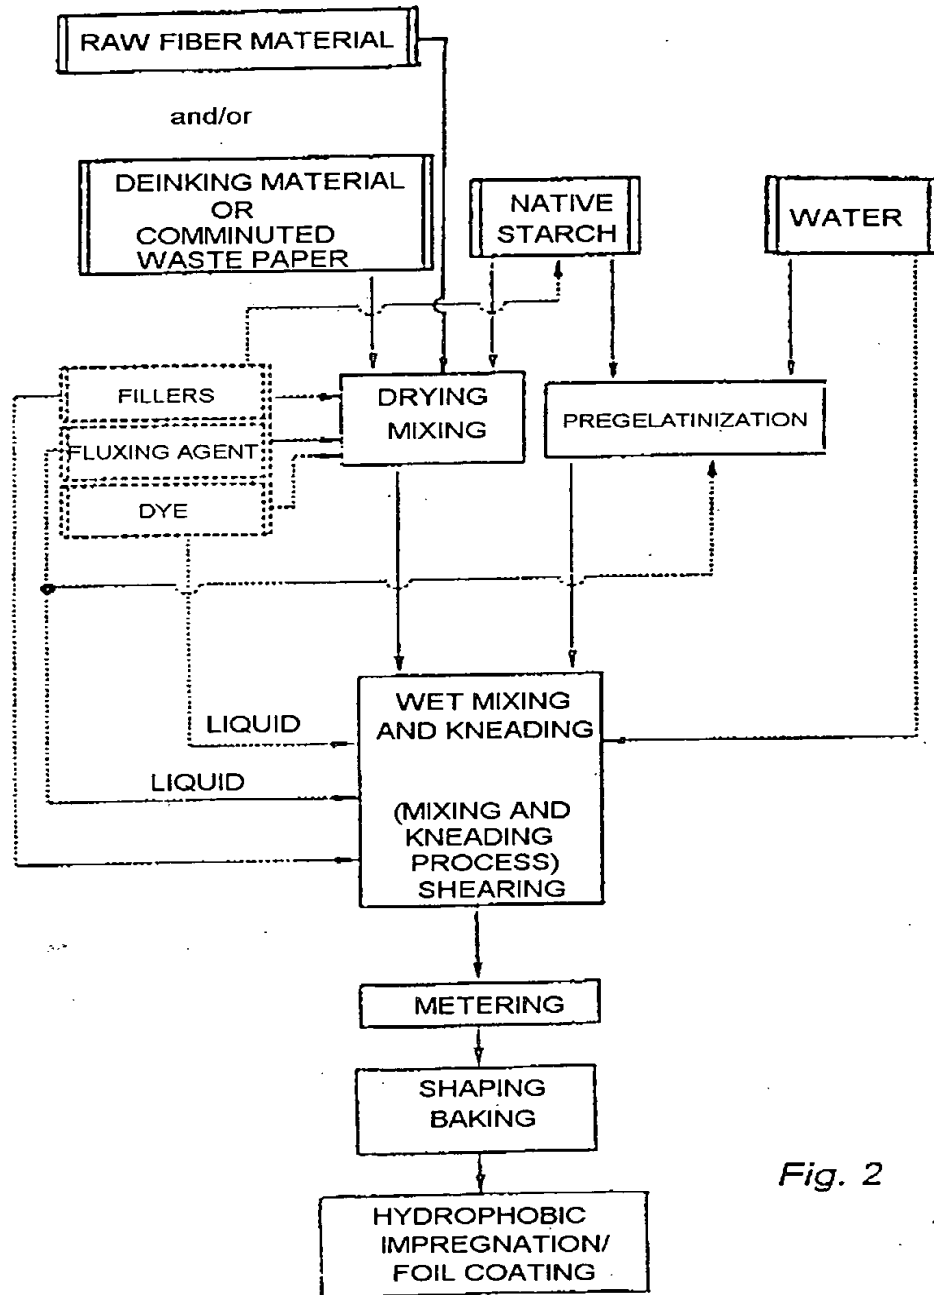 RAW FIBER MATERIAL
and/or
DEINKING MATERIAL
OR
COMMINUTED
WASTE PAPER
NATIVE
STARCH
WATER
FILLERS
FLUXING AGENT
DYE
DRYING
MIXING
PREGELATINIZATION
LIQUID
LIQUID
WET MIXING
AND KNEADING
(MIXING AND
KNEADING
PROCESS)
SHEARING
METERING
SHAPING
BAKING
HYDROPHOBIC
IMPREGNATION/
FOIL COATING
Fig. 2